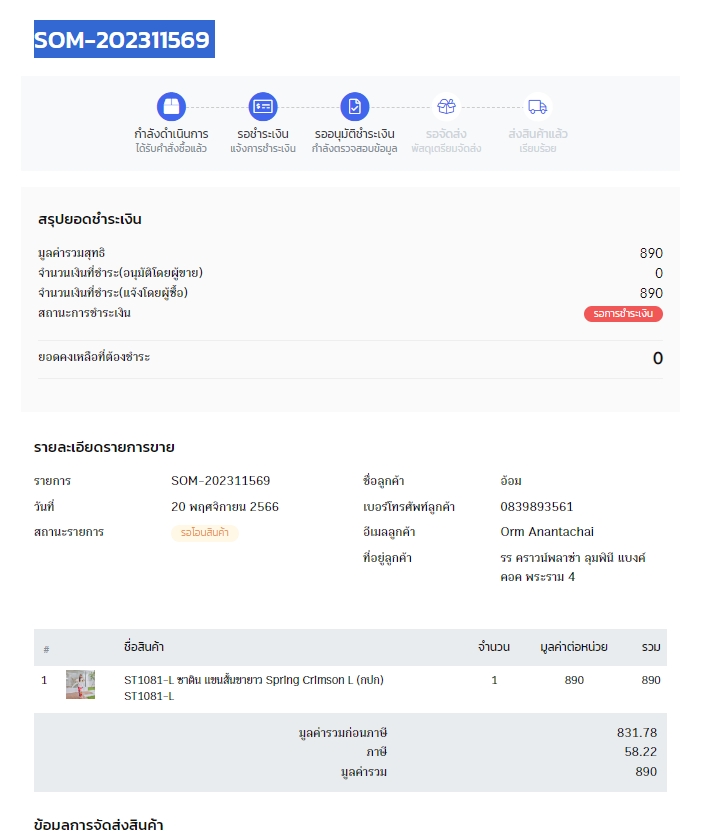 SOM-202311569
กำลังดำเนินการ
ได้รับคำสั่งซื้อแล้ว
รอชำระเงิน
แจ้งการชำระเงิน
รออนุมัติชำระเงิน
กำลังตรวจสอบข้อมูล
รอจัดส่ง
พัสดุเตรียมจัดส่ง
ส่งสินค้าแล้ว
เรียบร้อย
สรุปยอดชำระเงิน
มูลค่ารวมสุทธิ 890
จำนวนเงินที่ชำระ(อนุมัติโดยผู้ขาย) 0
จำนวนเงินที่ชำระ(แจ้งโดยผู้ซื้อ) 890
สถานะการชำระเงิน รอการชำระเงิน
ยอดคงเหลือที่ต้องชำระ 0
รายละเอียดรายการขาย
รายการ SOM-202311569
วันที่ 20 พฤศจิกายน 2566
สถานะรายการ รอโอนสินค้า
ชื่อลูกค้า อ้อม
เบอร์โทรศัพท์ลูกค้า 0839893561
อีเมลลูกค้า Orm Anantachai
ที่อยู่ลูกค้า รร คราวน์พลาซ่า ลุมพินี แบงค์
คอค พระราม 4
# ชื่อสินค้า จำนวน มูลค่าต่อหน่วย รวม
1 ST1081-L ซาติน แขนสั้นขายาว Spring Crimson L (กปก) 1 890 890
ST1081-L
มูลค่ารวมก่อนภาษี 831.78
ภาษี 58.22
มูลค่ารวม 890
ข้อมูลการจัดส่งสินค้า